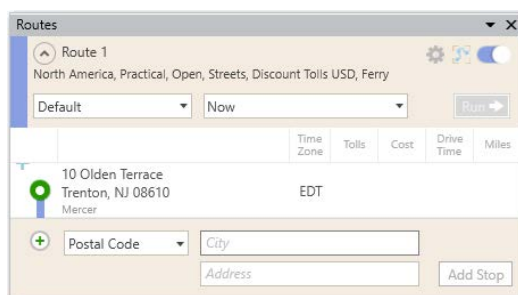 Routes
Route 1
North America, Practical, Open, Streets, Discount Tolls USD, Ferry
Default Now Run
Time Zone Tolls Cost Drive Time Miles
10 Olden Terrace
Trenton, NJ 08610 EDT
Mercer
Postal Code City
Address Add Stop